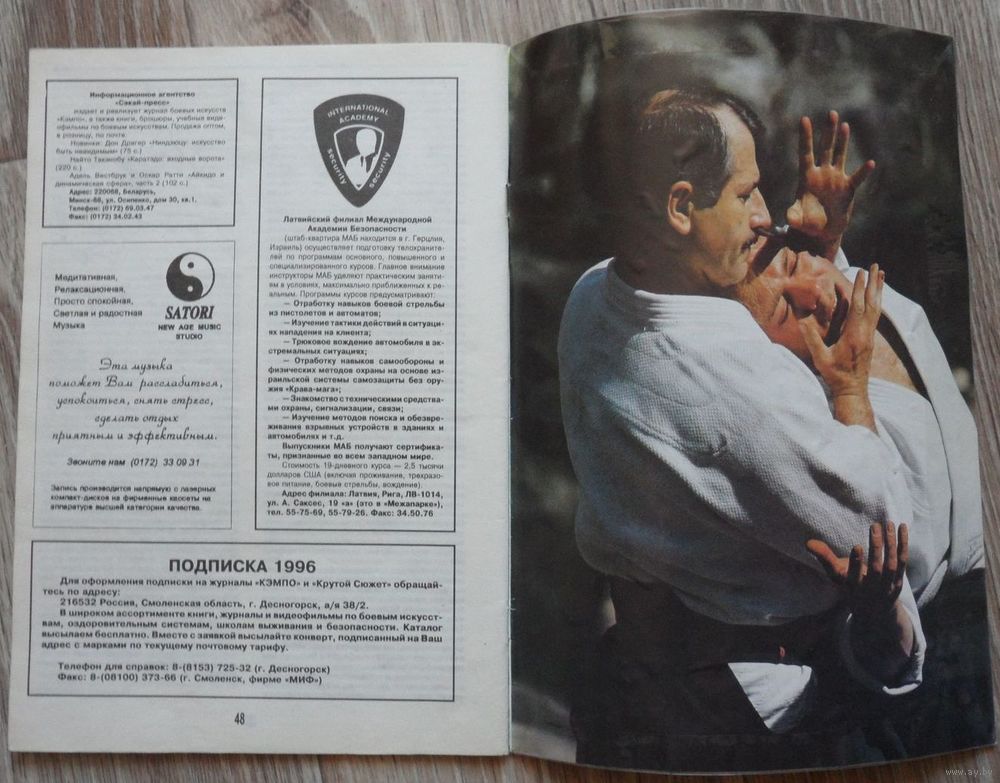 Информационное агентство
«Сэкай-пресс»
издает и реализует журнал боевых искусств
«Кэмпо», а также книги, брошюры, учебные виде-
офильмы по боевым искусствам. Продажа оптом,
в розницу, по почте.
Новинки: Дон Дрэгер «Ниндзюцу: искусство
быть невидимым» (75 с.)
Найто Таканобу «Каратэдо: входные ворота»
(220 с.)
Адель Вестбрук и Оскар Ратти «Айкидо и
динамическая сфера», часть 2 (102 с.)
Адрес: 220068, Беларусь,
Минск-68, ул. Осипенко, дом 30, кв.1.
Телефон: (0172) 69.03.47
Факс: (0172) 34.02.43
Медитативная,
Релаксационная,
Просто спокойная,
Светлая и радостная
Музыка
SATORI
NEW AGE MUSIC
STUDIO
Эта музыка
поможет Вам расслабиться,
успокоиться, снять стресс,
сделать отдых
приятным и эффективным.
Звоните нам (0172) 33 09 31
Запись производится напрямую с лазерных
компакт-дисков на фирменные кассеты на
аппаратуре высшей категории качества.
INTERNATIONAL
ACADEMY
security security
Латвийский филиал Международной
Академии Безопасности
(штаб-квартира МАБ находится в г. Герцлия,
Израиль) осуществляет подготовку телохраните-
лей по программам основного, повышенного и
специализированного курсов. Главное внимание
инструкторы МАБ уделяют практическим заняти-
ям в условиях, максимально приближенных к ре-
альным. Программы курсов предусматривают:
— Отработку навыков боевой стрельбы
из пистолетов и автоматов;
— Изучение тактики действий в ситуаци-
ях нападения на клиента;
— Трюковое вождение автомобиля в эк-
стремальных ситуациях;
— Отработку навыков самообороны и
физических методов охраны на основе из-
раильской системы самозащиты без ору-
жия «Крава-мага»;
— Знакомство с техническими средства-
ми охраны, сигнализации, связи;
— Изучение методов поиска и обезвре-
живания взрывных устройств в зданиях и
автомобилях и т.д.
Выпускники МАБ получают сертифика-
ты, признанные во всем западном мире.
Стоимость 19-дневного курса — 2,5 тысячи
долларов США (включая проживание, трехразо-
вое питание, боевые стрельбы, вождение).
Адрес филиала: Латвия, Рига, ЛВ-1014,
ул. А. Саксес, 19 «а» (это в «Межапарке»),
тел. 55-75-69, 55-79-26. Факс: 34.50.76
ПОДПИСКА 1996
Для оформления подписки на журналы «КЭМПО» и «Крутой Сюжет» обращай-
тесь по адресу:
216532 Россия, Смоленская область, г. Десногорск, а/я 38/2.
В широком ассортименте книги, журналы и видеофильмы по боевым искусст-
вам, оздоровительным системам, школам выживания и безопасности. Каталог
высылаем бесплатно. Вместе с заявкой высылайте конверт, подписанный на Ваш
адрес с марками по текущему почтовому тарифу.
Телефон для справок: 8-(8153) 725-32 (г. Десногорск)
Факс: 8-(08100) 373-66 (г. Смоленск, фирме «МИФ»)
48
www.ay.by